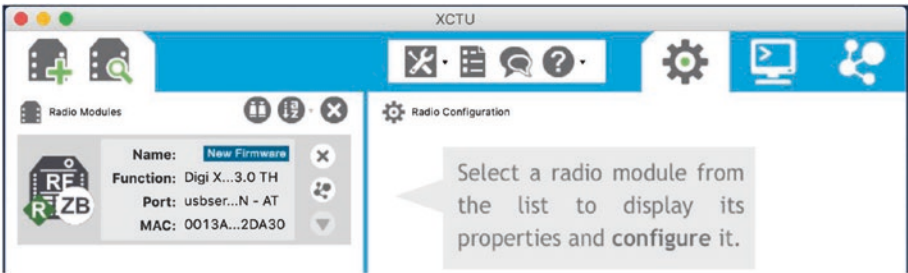 XCTU
Radio Modules
Radio Configuration
Name: New Firmware
Function: Digi X...3.0 TH
Port: usbser...N - AT
MAC: 0013A...2DA30
RF
R ZB
Select a radio module from
the list to display its
properties and configure it.